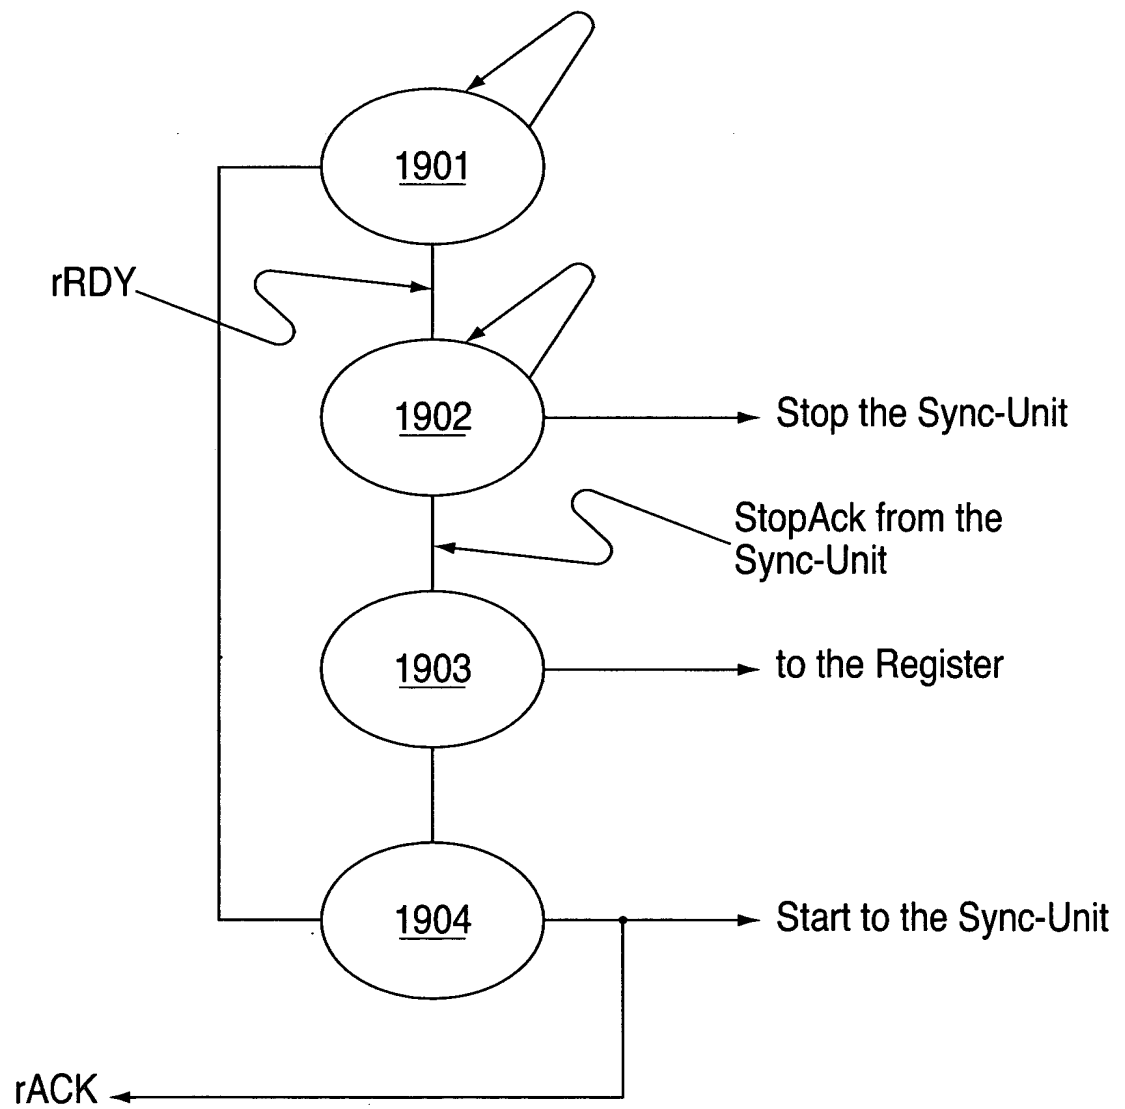 1901
rRDY
1902
Stop the Sync-Unit
StopAck from the
Sync-Unit
1903
to the Register
1904
Start to the Sync-Unit
rACK